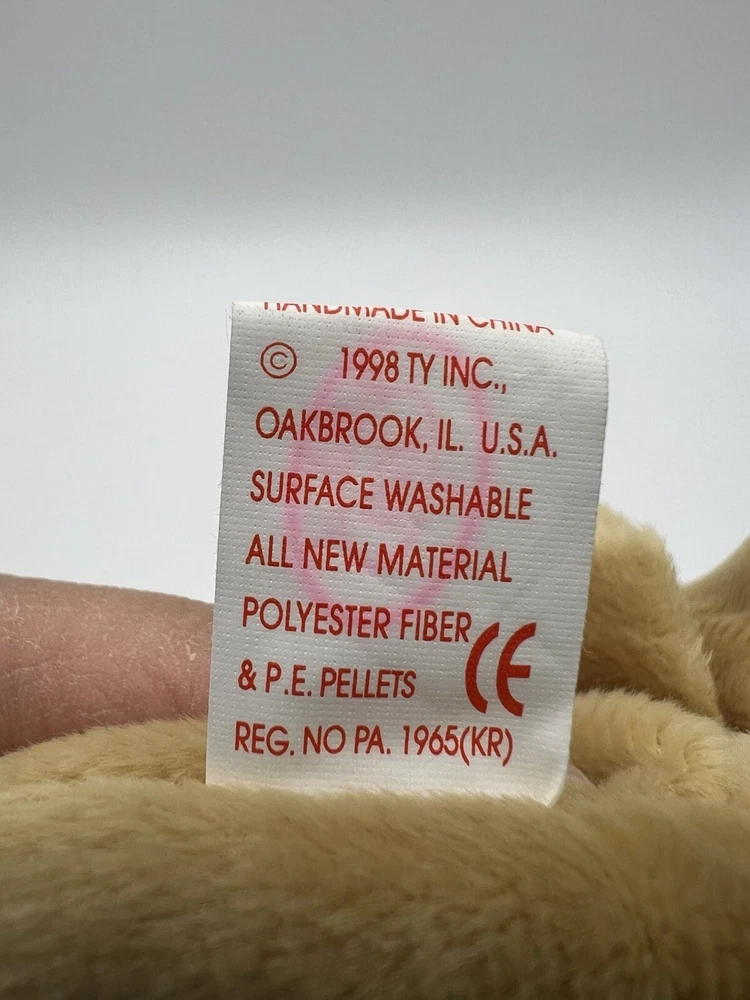 HANDMADE IN CHINA
© 1998 TY INC.,
OAKBROOK, IL. U.S.A.
SURFACE WASHABLE
ALL NEW MATERIAL
POLYESTER FIBER
& P.E. PELLETS CE
REG. NO PA. 1965(KR)